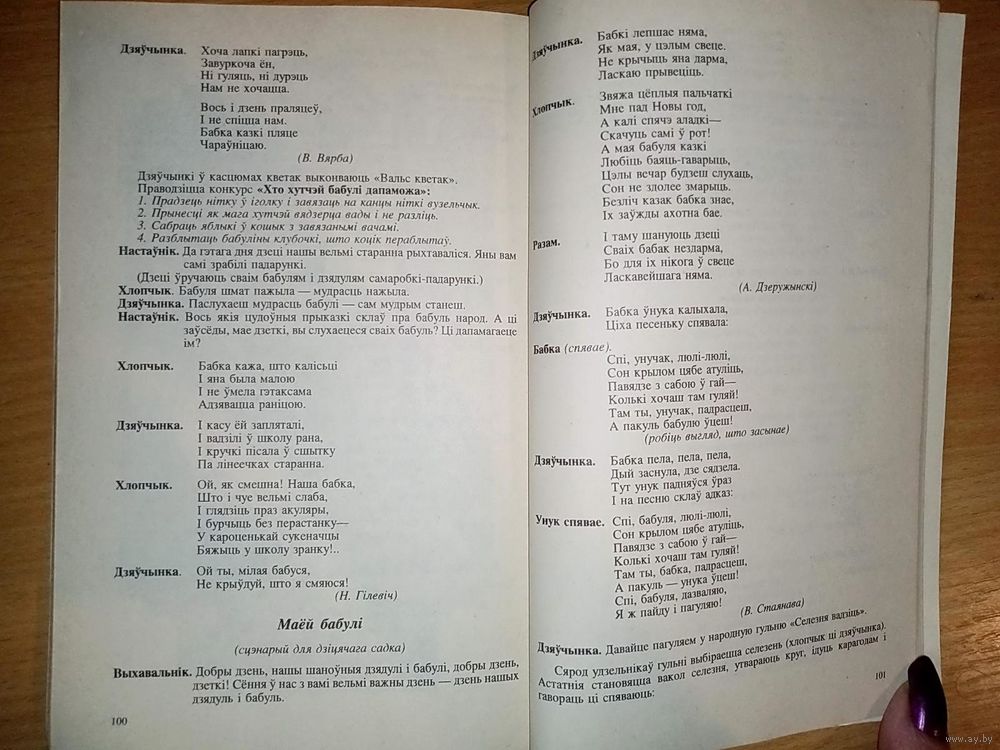 Дзяўчынка. Хоча лапкі пагрэць,
Завуркоча ён,
Ні гуляць, ні дурэць
Нам не хочацца.
Вось і дзень праляцеў,
І не спіцца нам.
Бабка казкі пляце
Чараўніцаю.
(В. Вярба)
Дзяўчынкі ў касцюмах кветак выконваюць «Вальс кветак».
Праводзіцца конкурс «Хто хутчэй бабулі дапаможа»:
1. Прадзець нітку ў іголку і завязаць на канцы ніткі вузельчык.
2. Прынесці як мага хутчэй вядзерца вады і не разліць.
3. Сабраць яблыкі ў кошык з завязанымі вачамі.
4. Разблытаць бабуліны клубочкі, што коцік пераблытаў.
Настаўнік. Да гэтага дня дзеці нашы вельмі старанна рыхтаваліся. Яны вам
самі зрабілі падарункі.
(Дзеці ўручаюць сваім бабулям і дзядулям самаробкі-падарункі.)
Хлопчык. Бабуля шмат пажыла — мудрасць нажыла.
Дзяўчынка. Паслухаеш мудрасць бабулі — сам мудрым станеш.
Настаўнік. Вось якія цудоўныя прыказкі склаў пра бабуль народ. А ці
заўсёды, мае дзеткі, вы слухаецеся сваіх бабуль? Ці дапамагаеце
ім?
Хлопчык. Бабка кажа, што калісьці
І яна была малою
І не ўмела гэтаксама
Адзявацца раніцою.
Дзяўчынка. І касу ёй запляталі,
І вадзілі ў школу рана,
І кручкі пісала ў сшытку
Па лінеечках старанна.
Хлопчык. Ой, як смешна! Наша бабка,
Што і чуе вельмі слаба,
І глядзіць праз акуляры,
І бурчыць без перастанку—
У кароценькай сукеначцы
Бяжыць у школу зранку!..
Дзяўчынка. Ой ты, мілая бабуся,
Не крыўдуй, што я смяюся!
(Н. Гілевіч)
Маёй бабулі
(сцэнарый для дзіцячага садка)
Выхавальнік. Добры дзень, нашы шаноўныя дзядулі і бабулі, добры дзень,
дзеткі! Сёння ў нас з вамі вельмі важны дзень — дзень нашых
дзядуль і бабуль.
100
Дзяўчынка. Бабкі лепшае няма,
Як мая, у цэлым свеце.
Не крычыць яна дарма,
Ласкаю прывеціць.
Хлопчык. Звяжа цёплыя пальчаткі
Мне пад Новы год,
А калі спячэ аладкі—
Скачуць самі ў рот!
А мая бабуля казкі
Любіць баяць-гаварыць,
Цэлы вечар будзеш слухаць,
Сон не злолее змарыць.
Безліч казак бабка знае,
Іх заўжды ахотна бае.
Разам. І таму шануюць дзеці
Сваіх бабак нездарма,
Бо для іх нікога ў свеце
Ласкавейшага няма.
(А. Дзеружынскі)
Дзяўчынка. Бабка ўнука калыхала,
Ціха песеньку спявала:
Бабка (спявае).
Спі, унучак, люлі-люлі,
Сон крылом цябе атуліць,
Павядзе з сабою ў гай—
Колькі хочаш там гуляй!
Там ты, унучак, падрасцеш,
А пакуль бабулю ўцеш!
(робіць выгляд, што засынае)
Дзяўчынка. Бабка пела, пела, пела,
Дый заснула, дзе сядзела.
Тут унук падняўся ўраз
І на песню склаў адказ:
Унук спявае. Спі, бабуля, люлі-люлі,
Сон крылом цябе атуліць,
Павядзе з сабою ў гай—
Колькі хочаш там гуляй!
Там ты, бабка, падрасцеш,
А пакуль — унука ўцеш!
Спі, бабуля, дазваляю,
Я ж пайду і пагуляю!
(В. Стаянава)
Дзяўчынка. Давайце пагуляем у народную гульню «Селезня вадзіць».
Сярод удзельнікаў гульні выбіраецца селезень (хлопчык ці дзяўчынка).
Астатнія становяцца вакол селезня, утвараюць круг, ідуць карагодам і
гавораць ці спяваюць:
101
www.ay.by